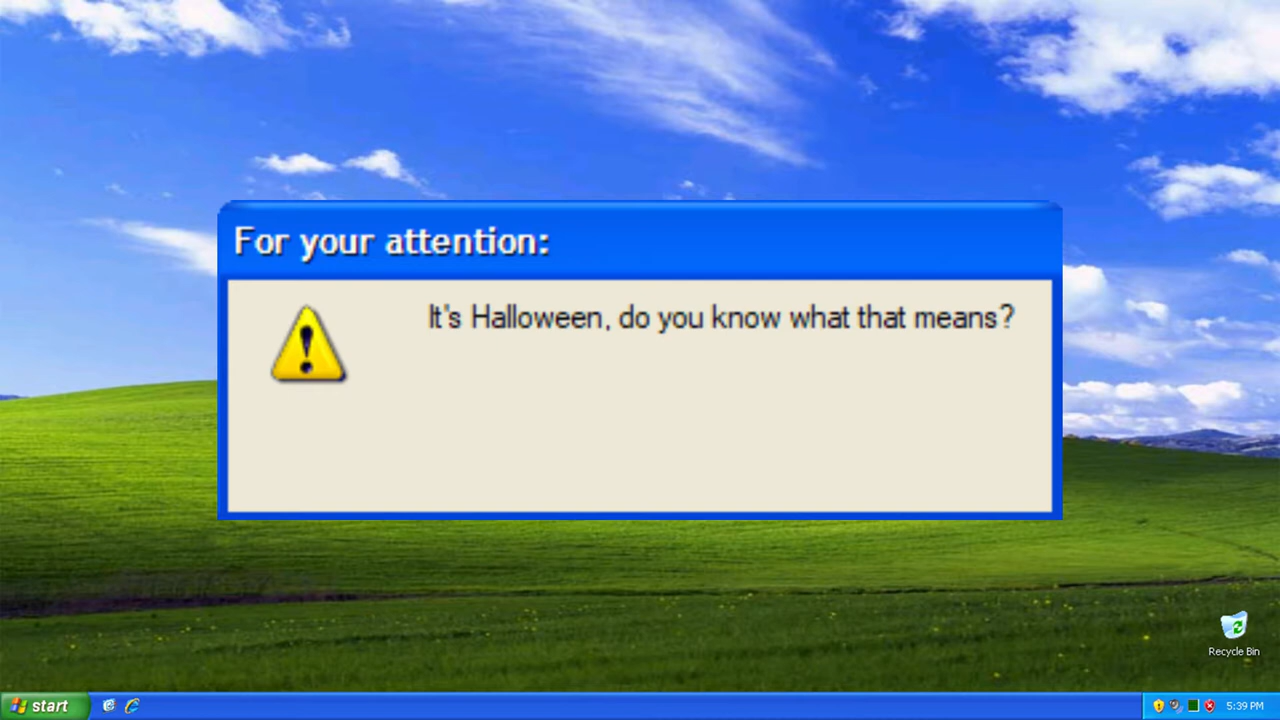 For your attention:
It's Halloween, do you know what that means?
Recycle Bin
start
5:39 PM